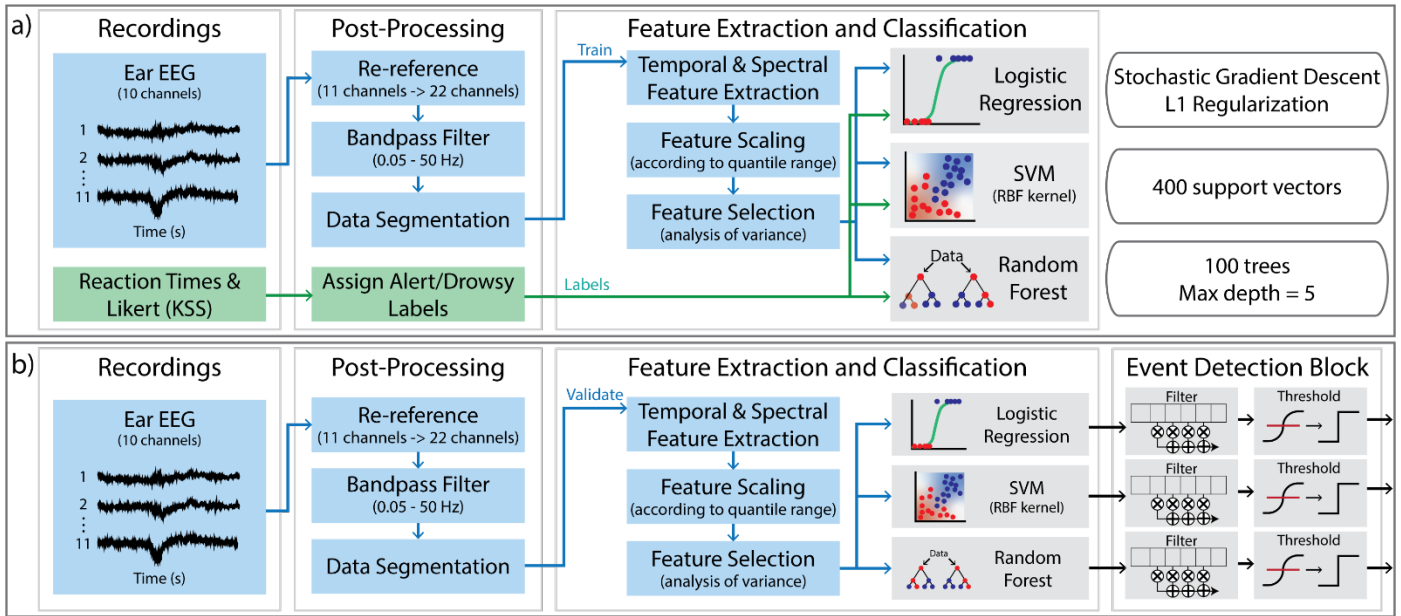 a)
Recordings
Ear EEG
(10 channels)
1
2
11
Time (s)
Reaction Times &
Likert (KSS)
Post-Processing
Re-reference
(11 channels -> 22 channels)
Bandpass Filter
(0.05 - 50 Hz)
Data Segmentation
Assign Alert/Drowsy
Labels
Feature Extraction and Classification
Train
Labels
Temporal & Spectral
Feature Extraction
Feature Scaling
(according to quantile range)
Feature Selection
(analysis of variance)
Logistic
Regression
SVM
(RBF kernel)
Data
Random
Forest
Stochastic Gradient Descent
L1 Regularization
400 support vectors
100 trees
Max depth = 5
b)
Recordings
Ear EEG
(10 channels)
1
2
11
Time (s)
Post-Processing
Re-reference
(11 channels -> 22 channels)
Bandpass Filter
(0.05 - 50 Hz)
Data Segmentation
Feature Extraction and Classification
Validate
Temporal & Spectral
Feature Extraction
Feature Scaling
(according to quantile range)
Feature Selection
(analysis of variance)
Logistic
Regression
SVM
(RBF kernel)
Data
Random
Forest
Event Detection Block
Filter
Threshold
Filter
Threshold
Filter
Threshold